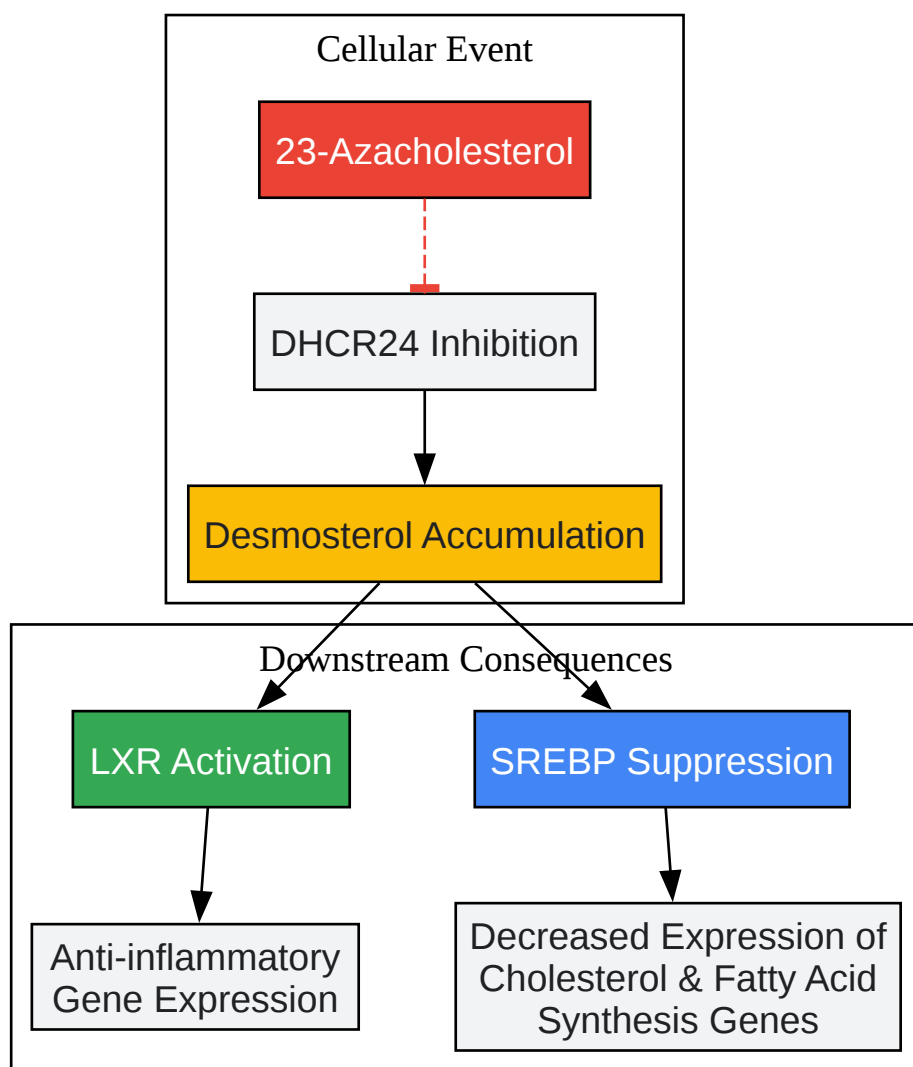 Cellular Event
23-Azacholesterol
DHCR24 Inhibition
Desmosterol Accumulation
Downstream Consequences
LXR Activation
SREBP Suppression
Anti-inflammatory
Gene Expression
Decreased Expression of
Cholesterol & Fatty Acid
Synthesis Genes